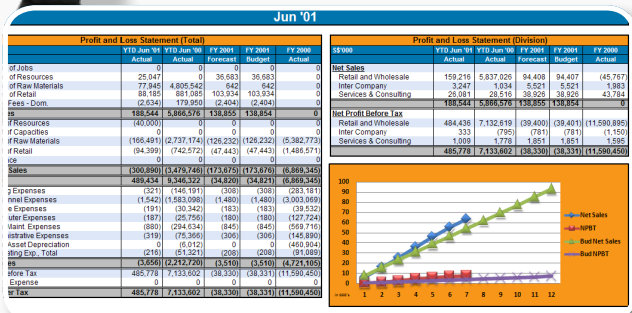 Jun '01
Profit and Loss Statement (Total)
YTD Jun '01 YTD Jun '00 FY 2001 FY 2001 FY 2000
Actual Actual Forecast Budget Actual
of Jobs 0 0 0 0 0
of Resources 25,047 0 36,683 36,683 0
of Raw Materials 77,945 4,805,542 642 642 0
of Retail 88,185 881,085 103,934 103,934 0
Fees - Dom. (2,634) 179,950 (2,404) (2,404) 0
es 188,544 5,866,576 138,855 138,854 0
of Resources (40,000) 0 0 0 0
of Capacities 0 0 0 0 0
of Raw Materials (166,491) (2,737,174) (126,232) (126,232) (5,382,773)
of Retail (94,399) (742,572) (47,443) (47,443) (1,486,571)
ce 0 0 0 0 0
Sales (300,890) (3,479,746) (173,675) (173,676) (6,869,345)
489,434 9,346,322 (34,820) (34,821) (6,869,345)
g Expenses (321) (146,191) (308) (308) (283,181)
nnel Expenses (1,542) (1,583,098) (1,480) (1,480) (3,003,069)
e Expenses (191) (30,342) (183) (183) (39,532)
uter Expenses (187) (25,756) (180) (180) (127,724)
Maint. Expenses (880) (294,634) (845) (845) (569,716)
istrative Expenses (319) (75,366) (306) (306) (145,890)
Asset Depreciation 0 (6,012) 0 0 (460,904)
ating Exp., Total (216) (51,321) (208) (208) (91,089)
es (3,656) (2,212,720) (3,510) (3,510) (4,721,105)
efore Tax 485,778 7,133,602 (38,330) (38,331) (11,590,450)
Expense 0 0 0 0 0
er Tax 485,778 7,133,602 (38,330) (38,331) (11,590,450)
Profit and Loss Statement (Division)
S$'000 YTD Jun '01 YTD Jun '00 FY 2001 FY 2001 FY 2000
Actual Actual Forecast Budget Actual
Net Sales
Retail and Wholesale 159,216 5,837,026 94,408 94,407 (45,767)
Inter Company 3,247 1,034 5,521 5,521 1,983
Services & Consulting 26,081 28,516 38,926 38,926 43,784
188,544 5,866,576 138,855 138,854 0
Net Profit Before Tax
Retail and Wholesale 484,436 7,132,619 (39,400) (39,401) (11,590,895)
Inter Company 333 (795) (781) (781) (1,150)
Services & Consulting 1,009 1,778 1,851 1,851 1,595
485,778 7,133,602 (38,330) (38,331) (11,590,450)
100
90
80
70
60
50
40
30
20
10
0
1 2 3 4 5 6 7 8 9 10 11 12
Net Sales
NPBT
Bud Net Sales
Bud NPBT